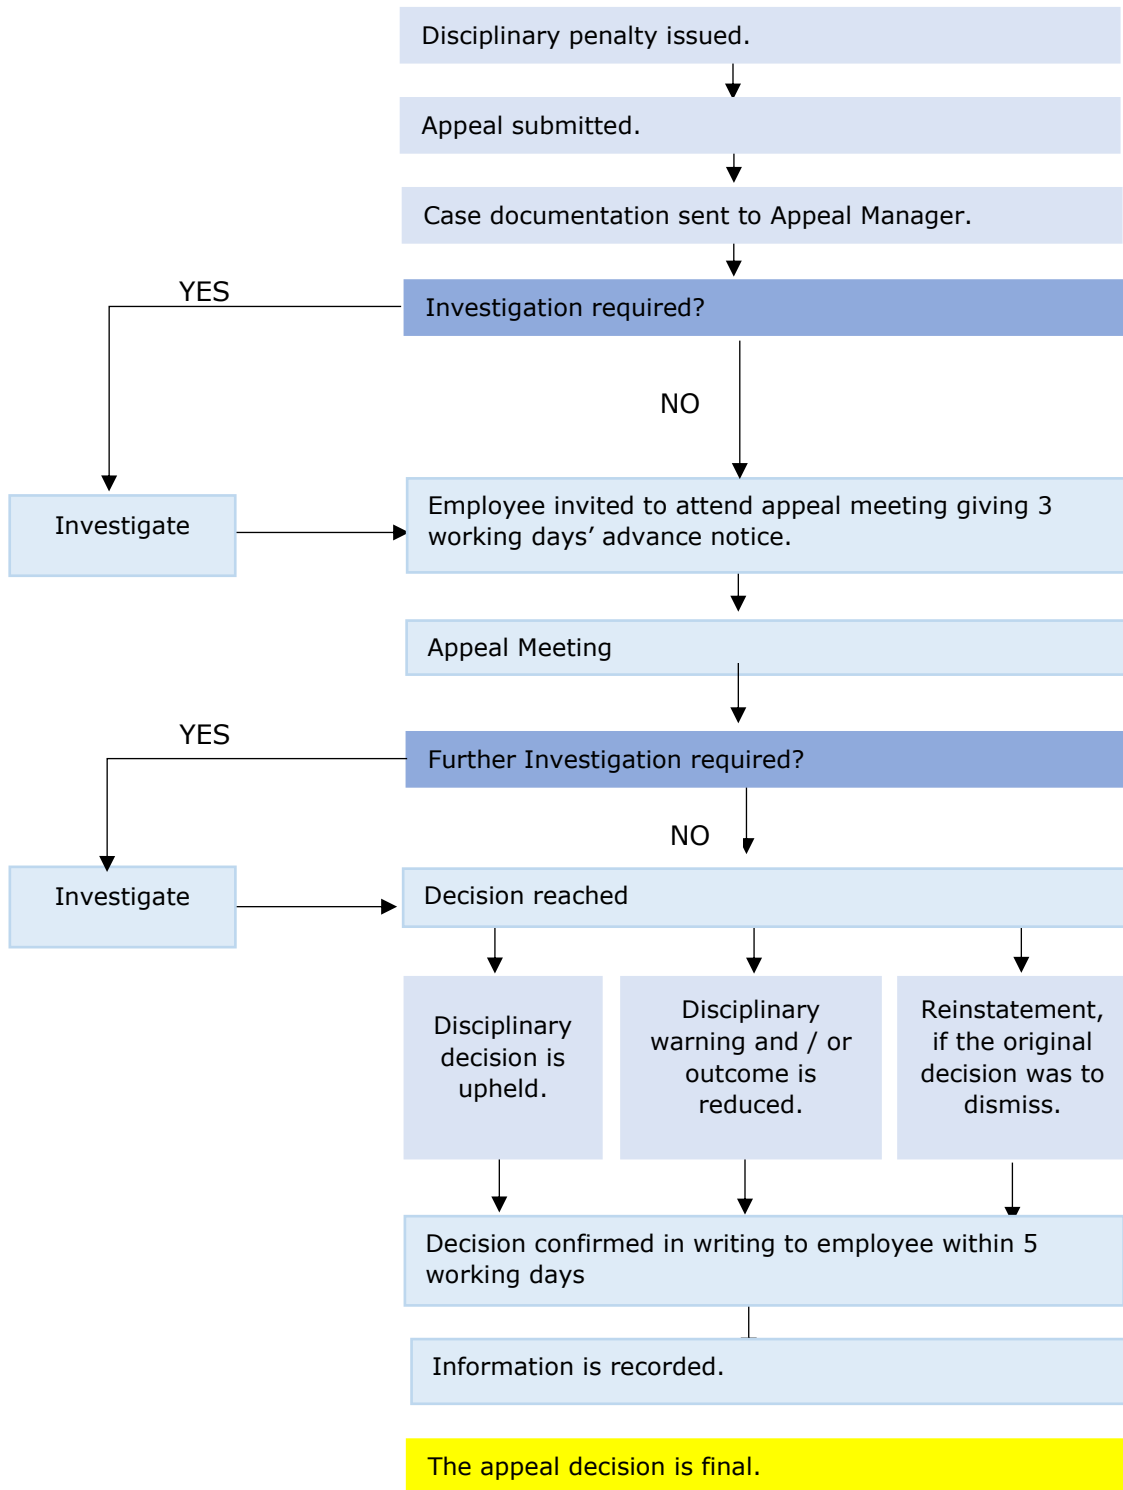 Disciplinary penalty issued.
Appeal submitted.
Case documentation sent to Appeal Manager.
YES
Investigation required?
NO
Investigate
Employee invited to attend appeal meeting giving 3
working days’ advance notice.
Appeal Meeting
YES
Further Investigation required?
NO
Investigate
Decision reached
Disciplinary
decision is
upheld.
Disciplinary
warning and / or
outcome is
reduced.
Reinstatement,
if the original
decision was to
dismiss.
Decision confirmed in writing to employee within 5
working days
Information is recorded.
The appeal decision is final.